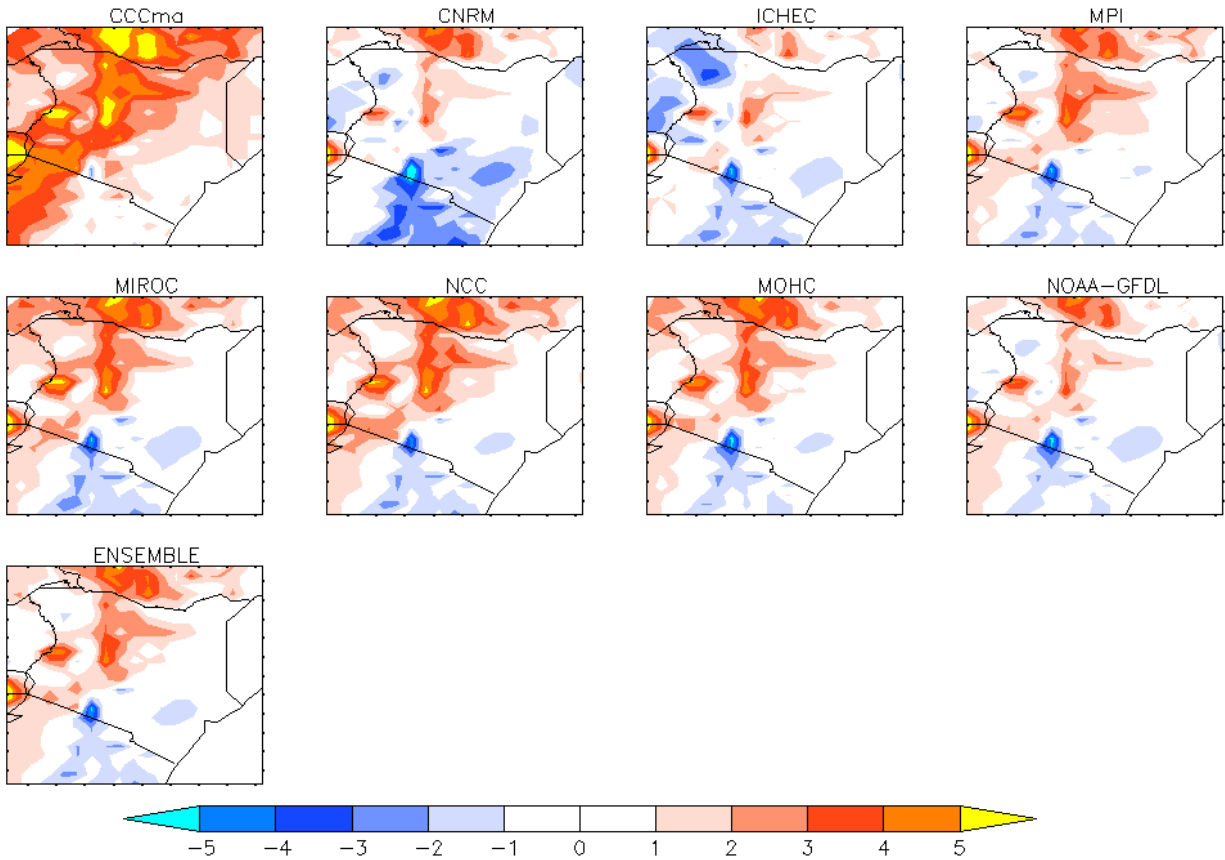 CCCma CNRM ICHEC MPI
MIROC NCC MOHC NOAA-GFDL
ENSEMBLE
-5 -4 -3 -2 -1 0 1 2 3 4 5